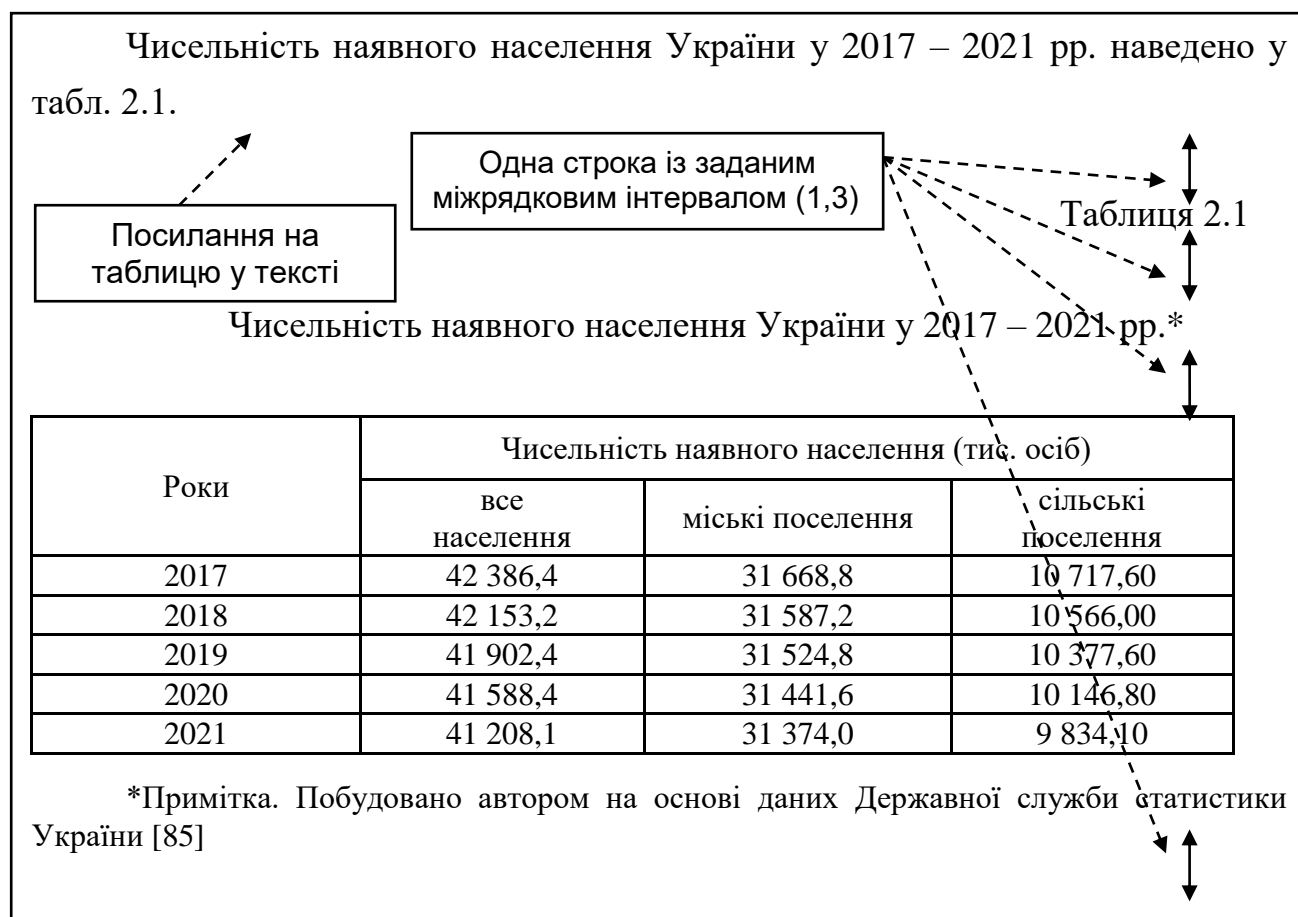 Чисельність наявного населення України у 2017 – 2021 рр. наведено у
табл. 2.1.
Одна строка із заданим
міжрядковим інтервалом (1,3)
Посилання на
таблицю у тексті
Таблиця 2.1
Чисельність наявного населення України у 2017 – 2021 рр.*
Роки
Чисельність наявного населення (тис. осіб)
все
населення
міські поселення
сільські
поселення
2017 42 386,4 31 668,8 10 717,60
2018 42 153,2 31 587,2 10 566,00
2019 41 902,4 31 524,8 10 377,60
2020 41 588,4 31 441,6 10 146,80
2021 41 208,1 31 374,0 9 834,10
*Примітка. Побудовано автором на основі даних Державної служби статистики
України [85]